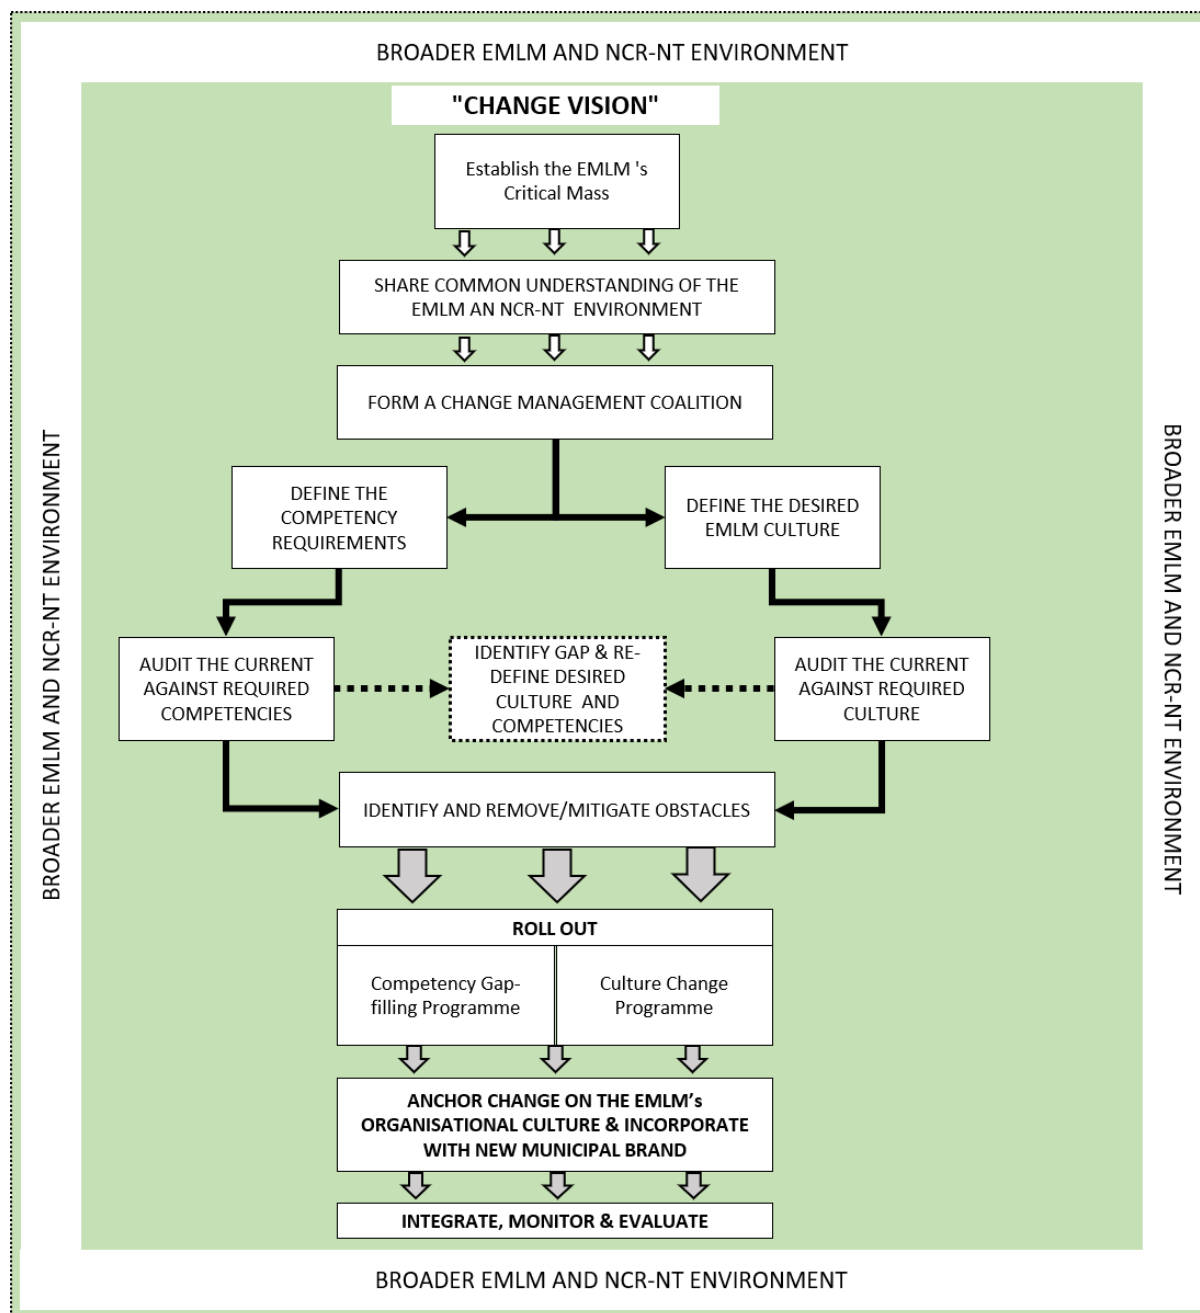 BROADER EMLM AND NCR-NT ENVIRONMENT
"CHANGE VISION"
Establish the EMLM 's
Critical Mass
SHARE COMMON UNDERSTANDING OF THE
EMLM AN NCR-NT ENVIRONMENT
FORM A CHANGE MANAGEMENT COALITION
BROADER EMLM AND NCR-NT ENVIRONMENT
BROADER EMLM AND NCR-NT ENVIRONMENT
DEFINE THE
COMPETENCY
REQUIREMENTS
DEFINE THE DESIRED
EMLM CULTURE
AUDIT THE CURRENT
AGAINST REQUIRED
COMPETENCIES
IDENTIFY GAP & RE-
DEFINE DESIRED
CULTURE AND
COMPETENCIES
AUDIT THE CURRENT
AGAINST REQUIRED
CULTURE
IDENTIFY AND REMOVE/MITIGATE OBSTACLES
ROLL OUT
Competency Gap-
filling Programme
Culture Change
Programme
ANCHOR CHANGE ON THE EMLM’s
ORGANISATIONAL CULTURE & INCORPORATE
WITH NEW MUNICIPAL BRAND
INTEGRATE, MONITOR & EVALUATE
BROADER EMLM AND NCR-NT ENVIRONMENT